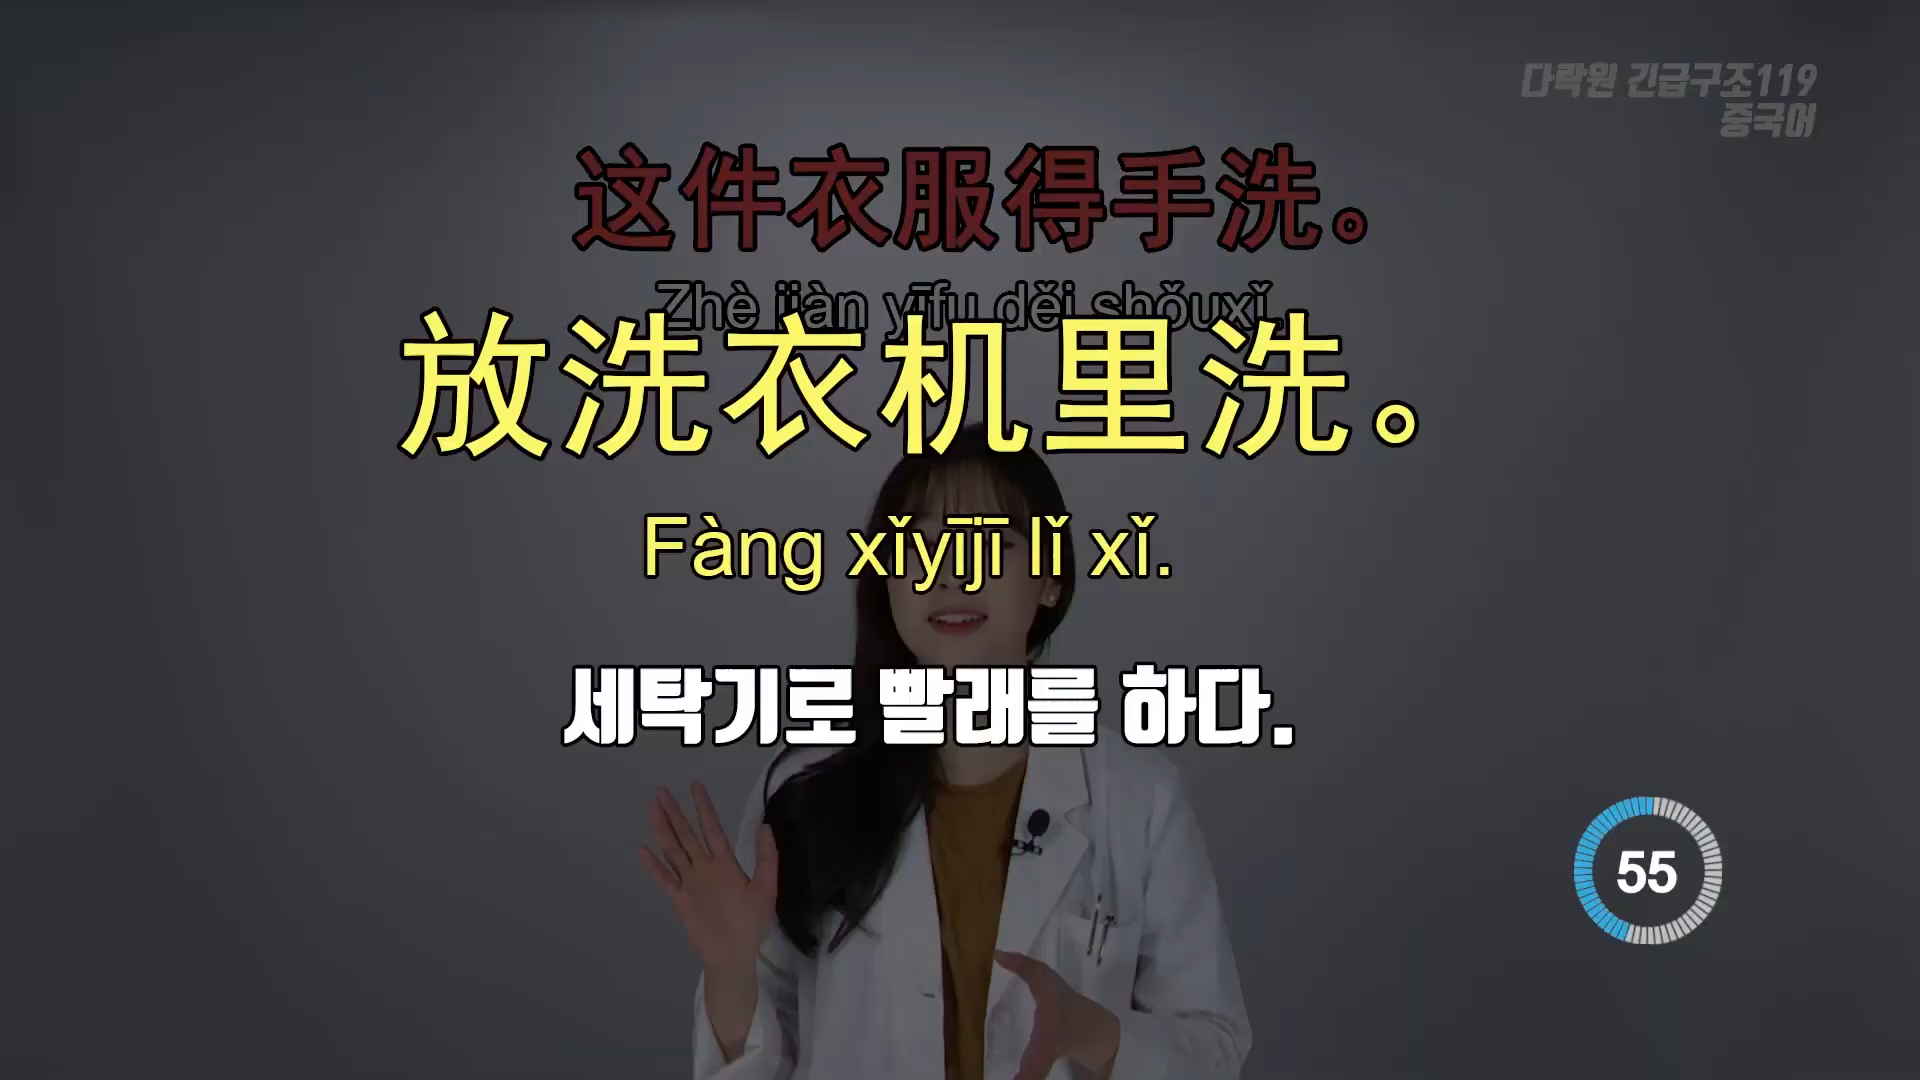 다락원 긴급구조119
중국어
这件衣服得手洗。
Zhè jiàn yīfu děi shǒuxǐ.
放洗衣机里洗。
Fàng xǐyījī lǐ xǐ.
세탁기로 빨래를 하다.
55